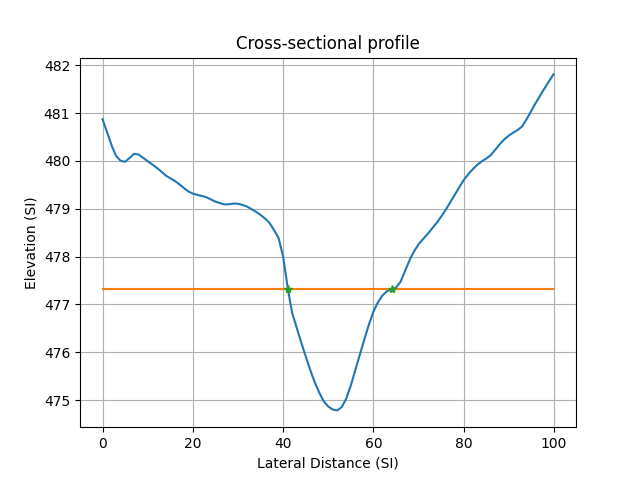 Cross-sectional profile
482
481
480
479
478
477
476
475
Elevation (SI)
0 20 40 60 80 100
Lateral Distance (SI)